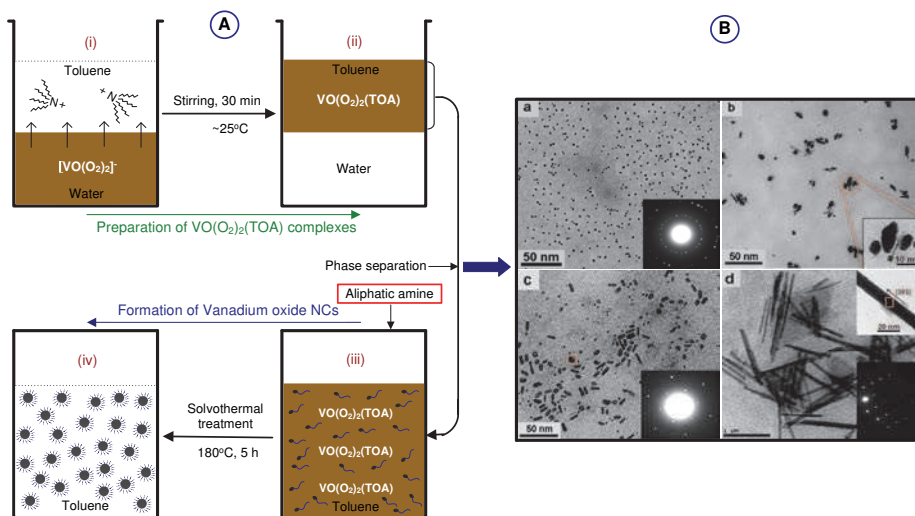 A
(i)
Toluene
N
+
N
+
[VO(O₂)₂]⁻
Water
Stirring, 30 min
~25°C
(ii)
Toluene
VO(O₂)₂(TOA)
Water
Preparation of VO(O₂)₂(TOA) complexes
Phase separation
Aliphatic amine
Formation of Vanadium oxide NCs
(iii)
VO(O₂)₂(TOA)
VO(O₂)₂(TOA)
VO(O₂)₂(TOA)
Toluene
Solvothermal
treatment
180°C, 5 h
(iv)
Toluene
B
a
50 nm
b
50 nm
10 nm
c
50 nm
d
20 nm